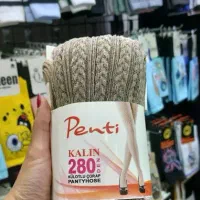 Penti
KALIN
280
DEN
KÜLOTLU ÇORAP
PANTYHOSE